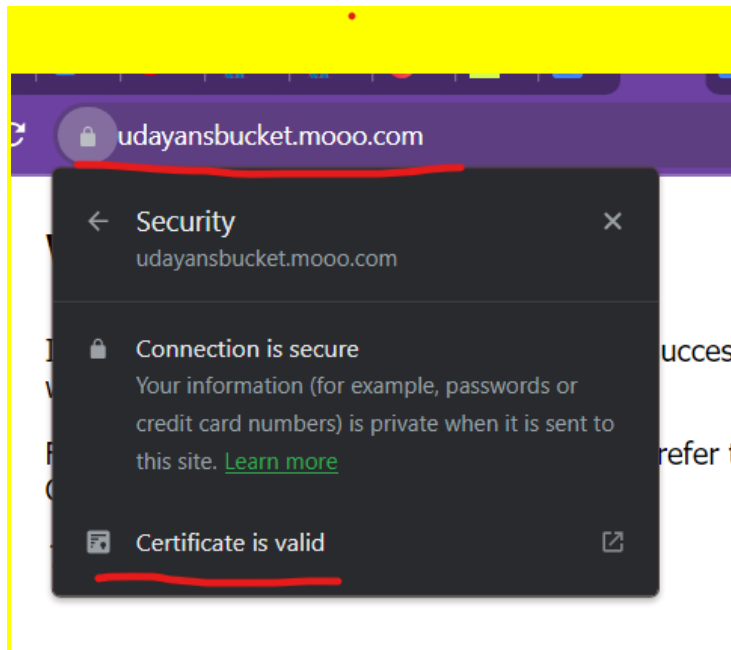 udayansbucket.mooo.com
Security
udayansbucket.mooo.com
Connection is secure
Your information (for example, passwords or
credit card numbers) is private when it is sent to
this site. Learn more
Certificate is valid